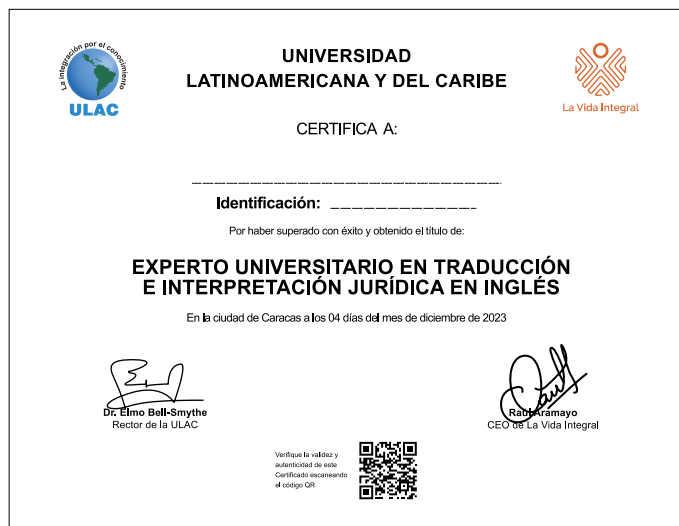 La integración por el conocimiento
ULAC
UNIVERSIDAD
LATINOAMERICANA Y DEL CARIBE
La Vida Integral
CERTIFICA A:
Identificación:
Por haber superado con éxito y obtenido el título de:
EXPERTO UNIVERSITARIO EN TRADUCCIÓN
E INTERPRETACIÓN JURÍDICA EN INGLÉS
En la ciudad de Caracas a los 04 días del mes de diciembre de 2023
Dr. Elmo Bell-Smythe
Rector de la ULAC
Raúl Aramayo
CEO de La Vida Integral
Verifique la validez y
autenticidad de este
Certificado escaneando
el código QR